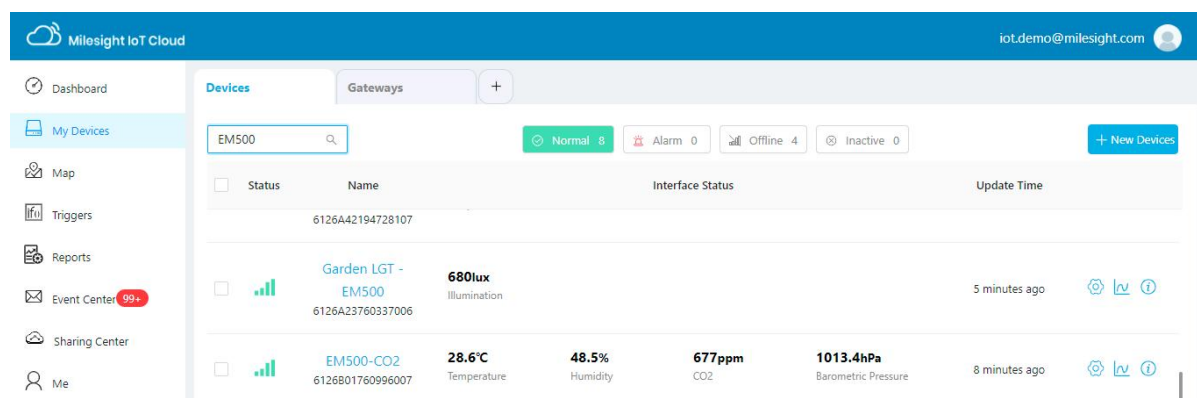 Milesight IoT Cloud
iot.demo@milesight.com
Dashboard
My Devices
Map
Triggers
Reports
Event Center 99+
Sharing Center
Me
Devices
Gateways
+
EM500
Normal 8
Alarm 0
Offline 4
Inactive 0
+ New Devices
Status
Name
Interface Status
Update Time
6126A42194728107
Garden LGT -
EM500
6126A23760337006
680lux
Illumination
5 minutes ago
EM500-CO2
6126B01760996007
28.6℃
Temperature
48.5%
Humidity
677ppm
CO2
1013.4hPa
Barometric Pressure
8 minutes ago